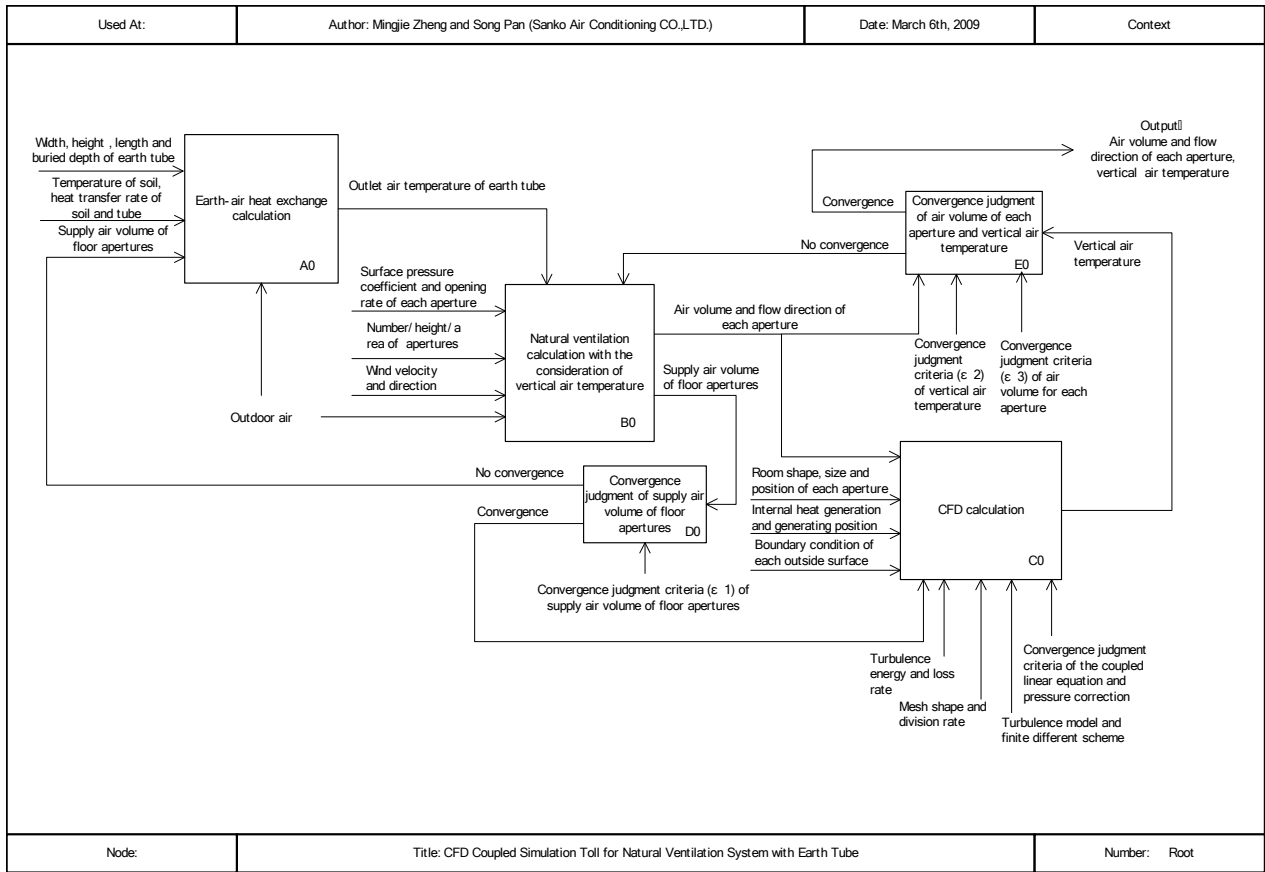 Used At:
Author: Mingjie Zheng and Song Pan (Sanko Air Conditioning CO.,LTD.)
Date: March 6th, 2009
Context
Width, height , length and
buried depth of earth tube
Temperature of soil,
heat transfer rate of
soil and tube
Supply air volume of
floor apertures
Earth- air heat exchange
calculation
A0
Outlet air temperature of earth tube
Surface pressure
coefficient and opening
rate of each aperture
Number/ height/ a
rea of apertures
Wind velocity
and direction
Outdoor air
Natural ventilation
calculation with the
consideration of
vertical air temperature
B0
Air volume and flow direction of
each aperture
Supply air volume
of floor apertures
No convergence
Convergence
Convergence judgment
of air volume of each
aperture and vertical air
temperature
E0
Output
Air volume and flow
direction of each aperture,
vertical air temperature
Vertical air
temperature
Convergence
judgment
criteria (ε 2)
of vertical air
temperature
Convergence
judgment criteria
(ε 3) of air
volume for each
aperture
No convergence
Convergence
Convergence
judgment of supply air
volume of floor
apertures
D0
Convergence judgment criteria (ε 1) of
supply air volume of floor apertures
Room shape, size and
position of each aperture
Internal heat generation
and generating position
Boundary condition of
each outside surface
CFD calculation
C0
Turbulence
energy and loss
rate
Mesh shape and
division rate
Turbulence model and
finite different scheme
Convergence judgment
criteria of the coupled
linear equation and
pressure correction
Node:
Title: CFD Coupled Simulation Toll for Natural Ventilation System with Earth Tube
Number: Root